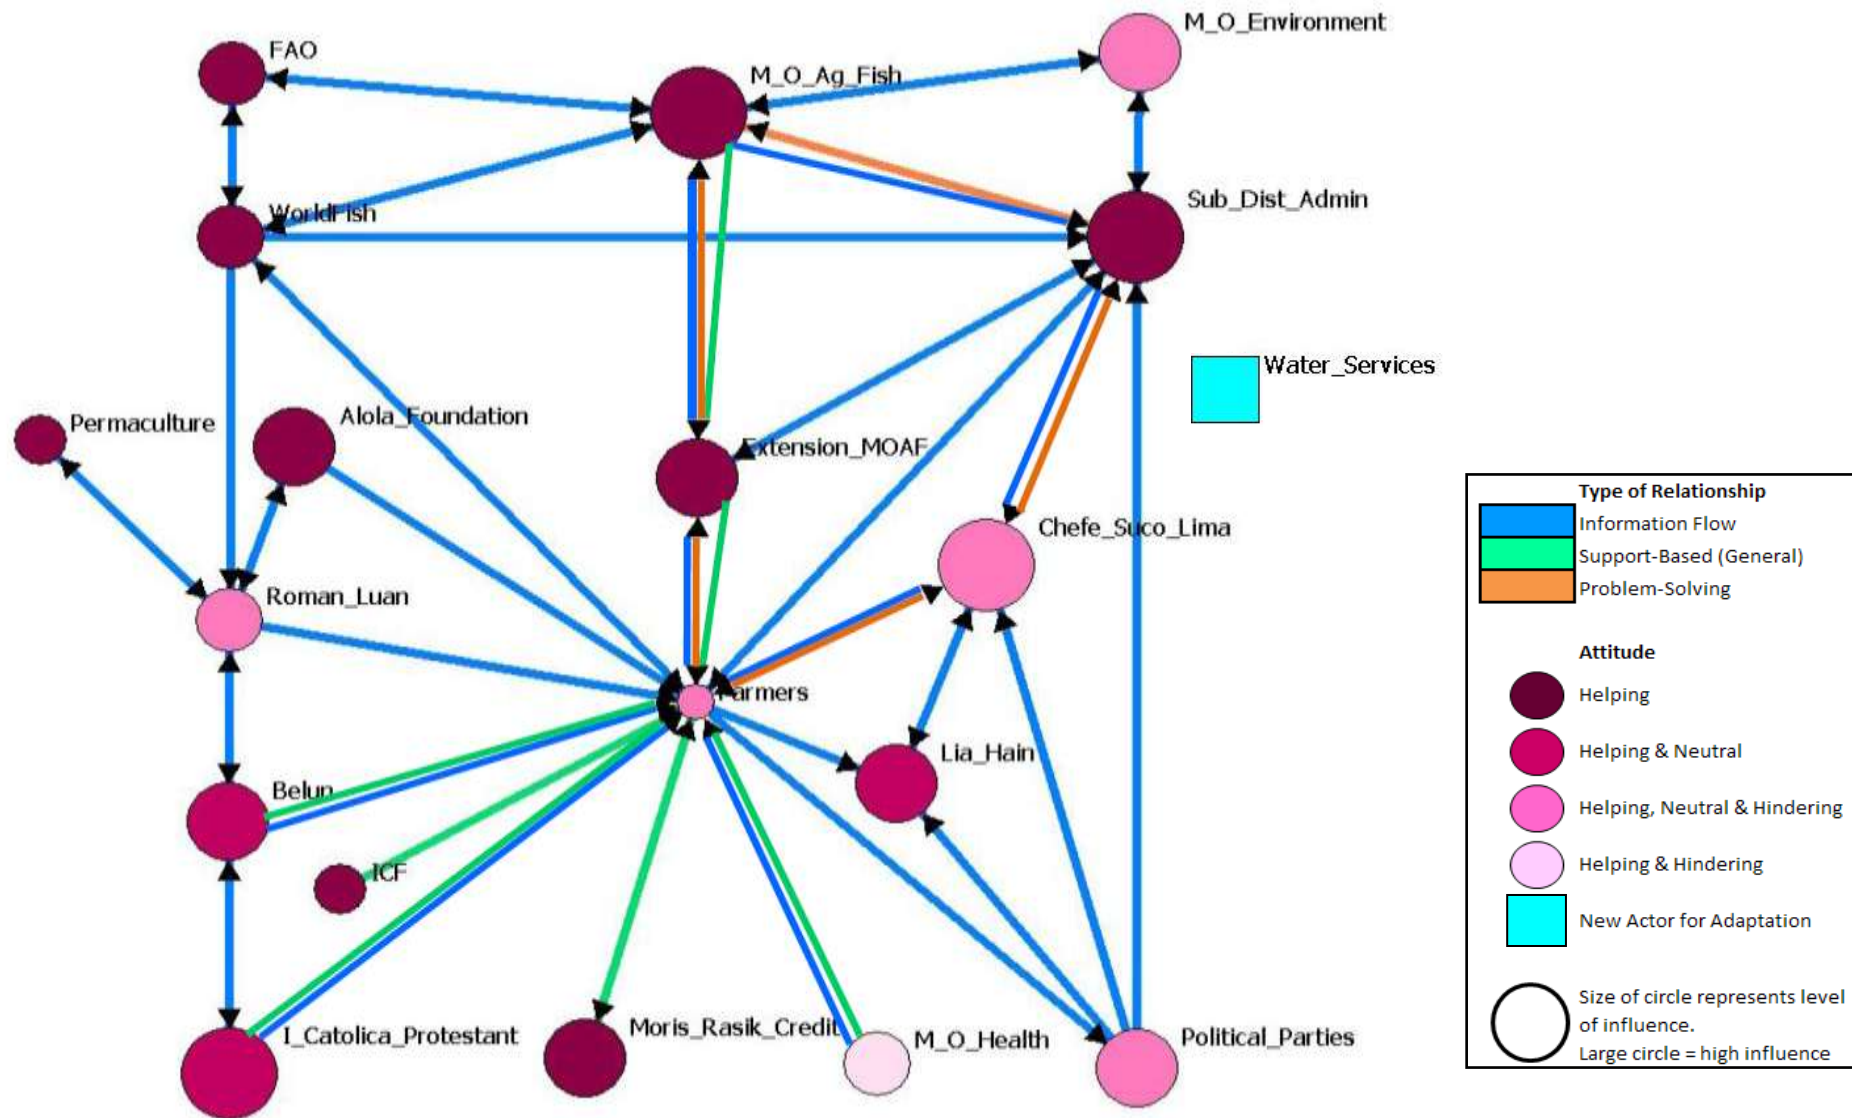 M_O_Environment
FAO
M_O_Ag_Fish
WorldFish
Sub_Dist_Admin
Water_Services
Permaculture
Alola_Foundation
Extension_MOAF
Chefe_Suco_Lima
Roman_Luan
Farmers
Lia_Hain
Belun
ICF
I_Catolica_Protestant
Moris_Rasik_Credit
M_O_Health
Political_Parties
Type of Relationship
Information Flow
Support-Based (General)
Problem-Solving
Attitude
Helping
Helping & Neutral
Helping, Neutral & Hindering
Helping & Hindering
New Actor for Adaptation
Size of circle represents level
of influence.
Large circle = high influence